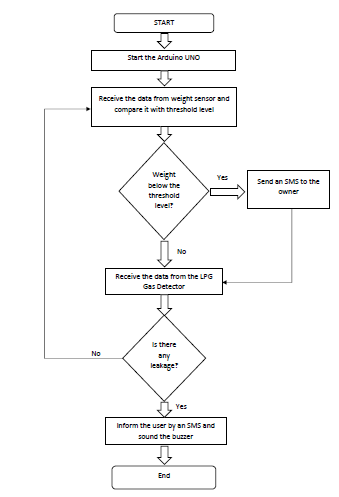 START
Start the Arduino UNO
Receive the data from weight sensor and
compare it with threshold level
Weight
below the
threshold
level?
Yes
Send an SMS to the
owner
No
Receive the data from the LPG
Gas Detector
Is there
any
leakage?
No
Yes
Inform the user by an SMS and
sound the buzzer
End